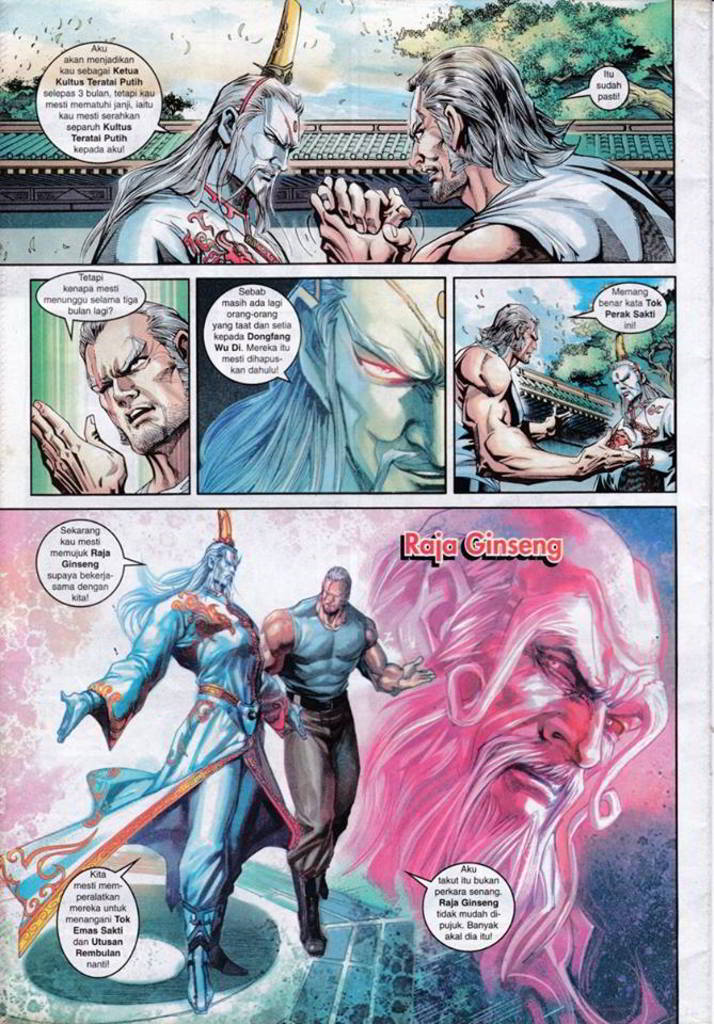 Aku
akan menjadikan
kau sebagai Ketua
Kultus Teratai Putih
selepas 3 bulan, tetapi kau
mesti mematuhi janji, iaitu
kau mesti serahkan
separuh Kultus
Teratai Putih
kepada aku!
Itu
sudah
pasti!
Tetapi
kenapa mesti
menunggu selama tiga
bulan lagi?
Sebab
masih ada lagi
orang-orang
yang taat dan setia
kepada Dongfang
Wu Di. Mereka itu
mesti dihapus-
kan dahulu!
Memang
benar kata Tok
Perak Sakti
ini!
Sekarang
kau mesti
memujuk Raja
Ginseng
supaya bekerja-
sama dengan
kita!
Raja Ginseng
Kita
mesti mem-
peralatkan
mereka untuk
menangani Tok
Emas Sakti
dan Utusan
Rembulan
nanti!
Aku
takut itu bukan
perkara senang.
Raja Ginseng
tidak mudah di-
pujuk. Banyak
akal dia itu!